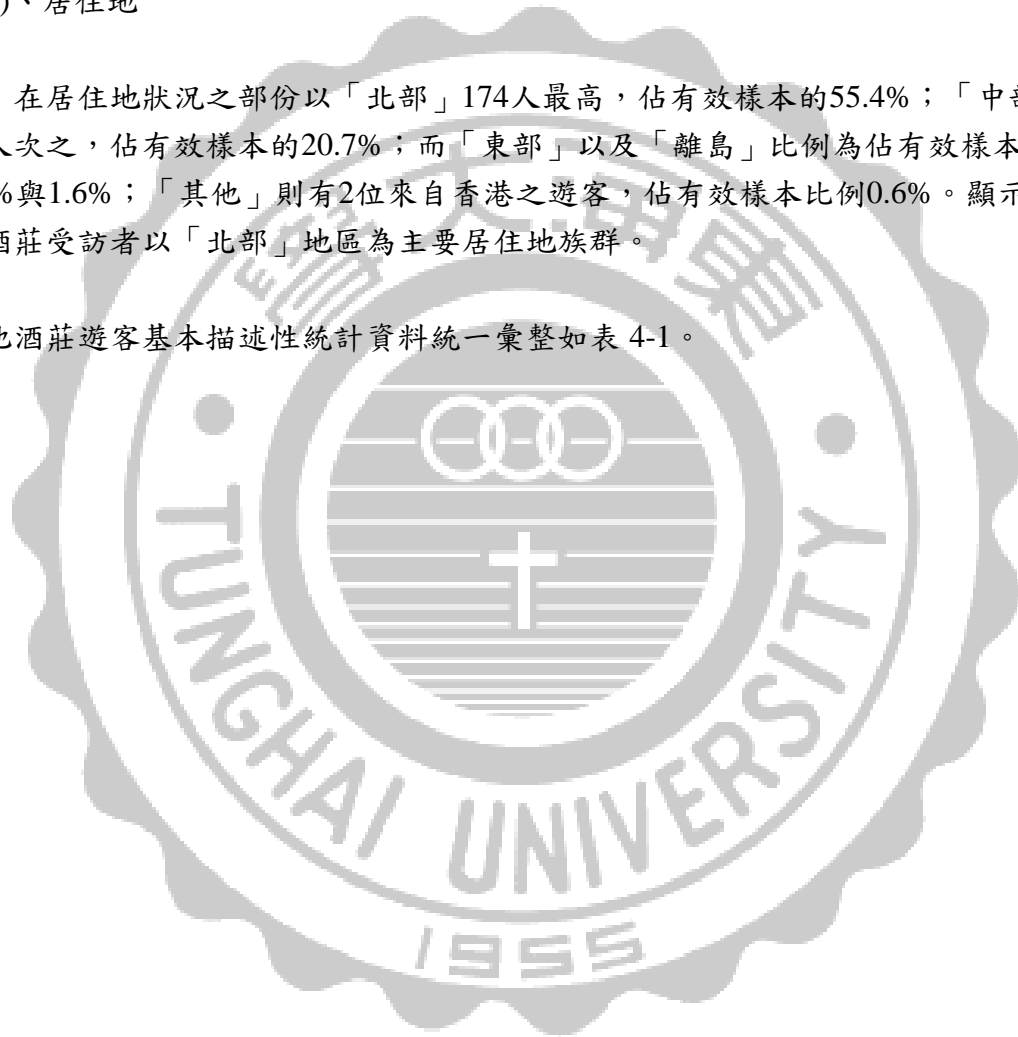 )、居住地
在居住地狀況之部份以「北部」174人最高，佔有效樣本的55.4%；「中部
人次之，佔有效樣本的20.7%；而「東部」以及「離島」比例為佔有效樣本
%與1.6%；「其他」則有2位來自香港之遊客，佔有效樣本比例0.6%。顯示
酒莊受訪者以「北部」地區為主要居住地族群。
酒莊遊客基本描述性統計資料統一彙整如表 4-1。
東海大學
TUNGHAI UNIVERSITY
1955